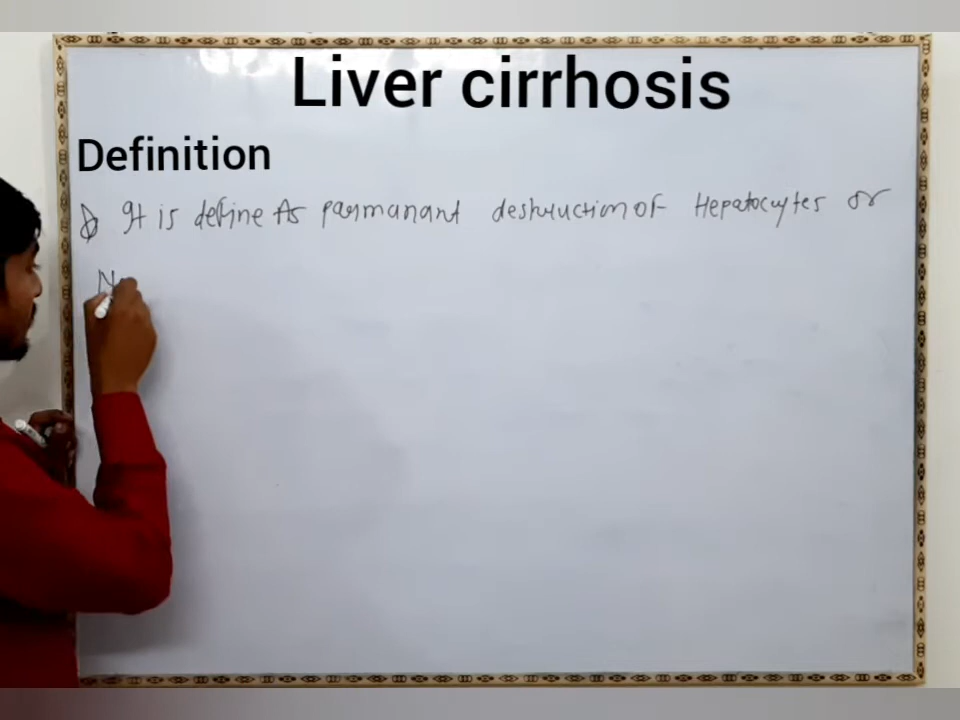 Liver cirrhosis
Definition
It is define As parmanant destruction of Hepatocytes or